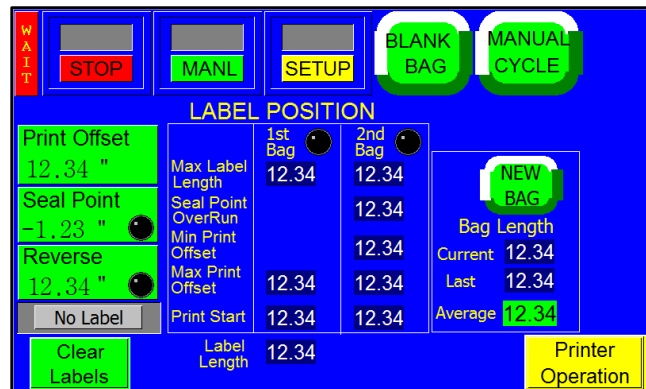 WAIT
STOP
MANL
SETUP
BLANK
BAG
MANUAL
CYCLE
LABEL POSITION
Print Offset
12.34 "
Seal Point
-1.23 "
Reverse
12.34 "
No Label
Clear
Labels
1st
Bag
2nd
Bag
Max Label
Length
12.34 12.34
Seal Point
OverRun
12.34
Min Print
Offset
12.34
Max Print
Offset
12.34 12.34
Print Start 12.34 12.34
Label
Length
12.34
NEW
BAG
Bag Length
Current 12.34
Last 12.34
Average 12.34
Printer
Operation